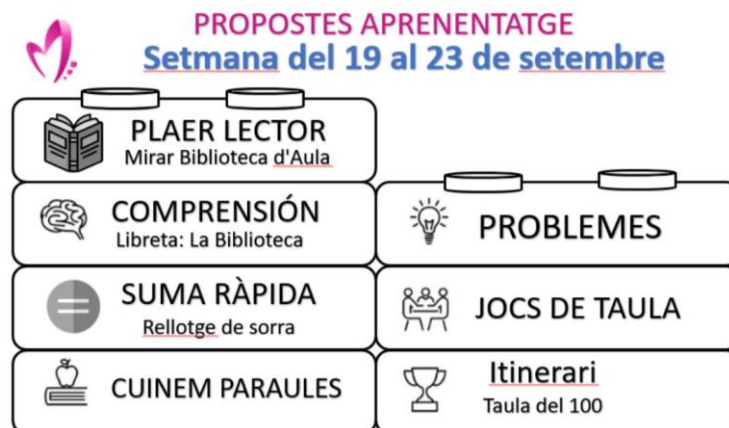 PROPOSTES APRENENTATGE
Setmana del 19 al 23 de setembre
PLAER LECTOR
Mirar Biblioteca d'Aula
COMPRENSIÓN
Libreta: La Biblioteca
SUMA RÀPIDA
Rellotge de sorra
CUINEM PARAULES
PROBLEMES
JOCS DE TAULA
Itinerari
Taula del 100